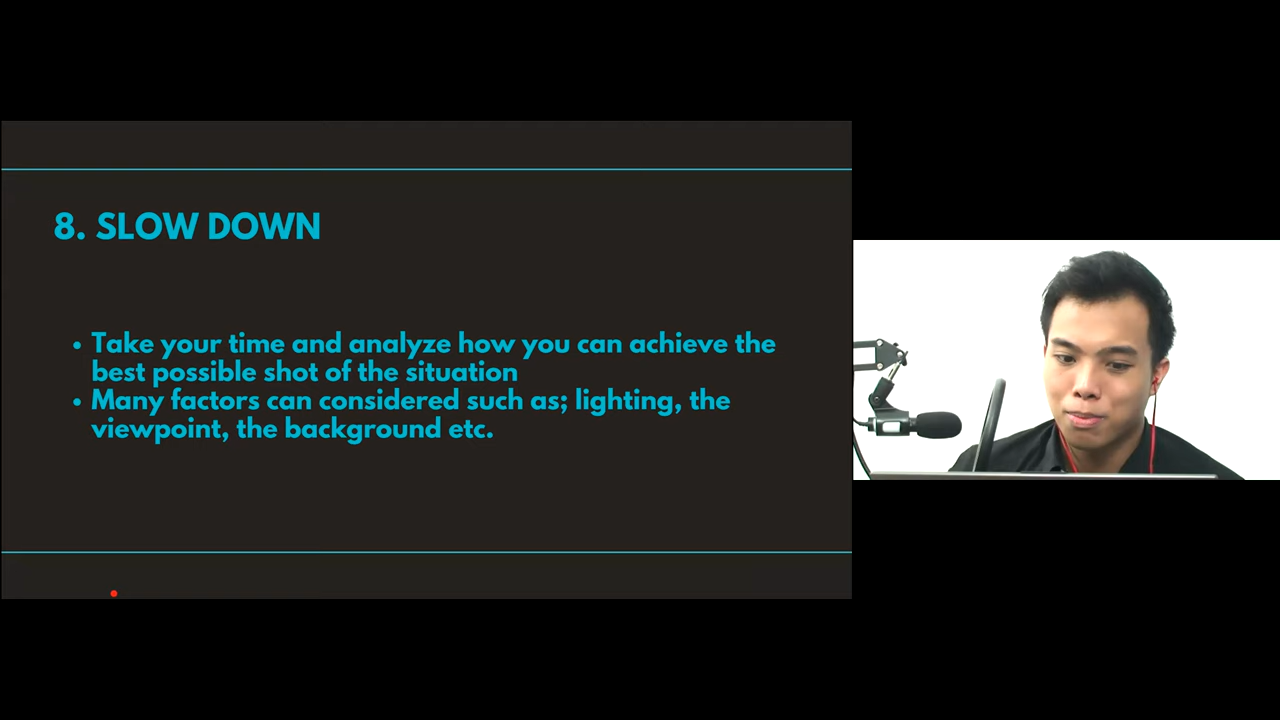 8. SLOW DOWN
• Take your time and analyze how you can achieve the
best possible shot of the situation
• Many factors can considered such as; lighting, the
viewpoint, the background etc.